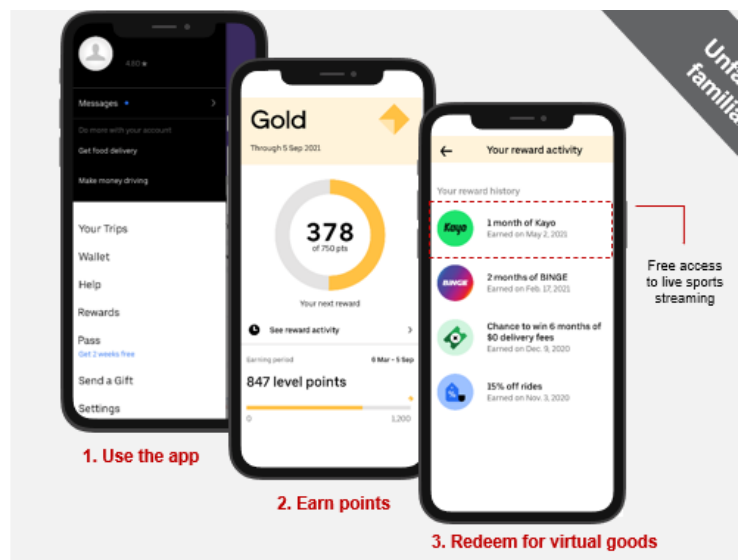 Unfa
familia
4.80 ★
Messages
Do more with your account
Get food delivery
Make money driving
Your Trips
Wallet
Help
Rewards
Pass
Get 2 weeks free
Send a Gift
Settings
1. Use the app
Gold
Through 5 Sep 2021
378
of 750 pts
Your next reward
See reward activity
Earning period
6 Mar - 5 Sep
847 level points
0
1,200
2. Earn points
Your reward activity
Your reward history
Kayo
1 month of Kayo
Earned on May 2, 2021
BINGE
2 months of BINGE
Earned on Feb. 17, 2021
Chance to win 6 months of
$0 delivery fees
Earned on Dec. 9, 2020
15% off rides
Earned on Nov. 3, 2020
3. Redeem for virtual goods
Free access
to live sports
streaming